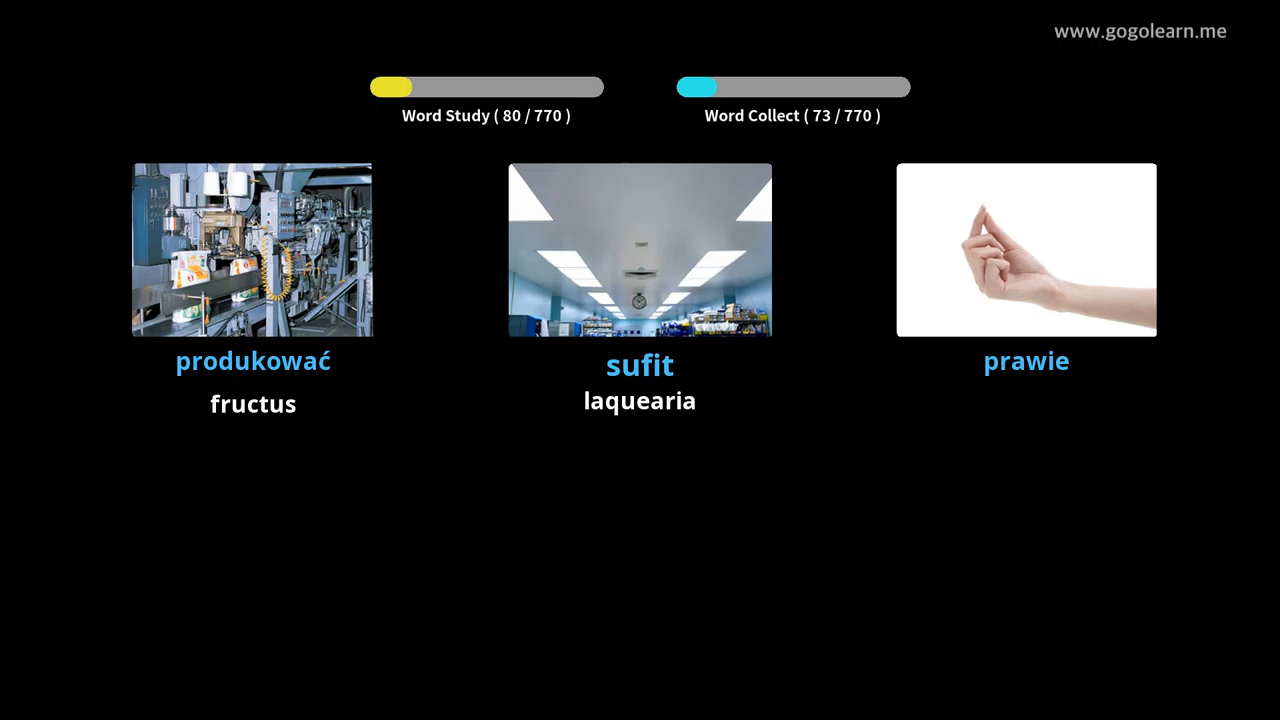 www.gogolearn.me
Word Study ( 80 / 770 )
Word Collect ( 73 / 770 )
produkować
fructus
sufit
laquearia
prawie